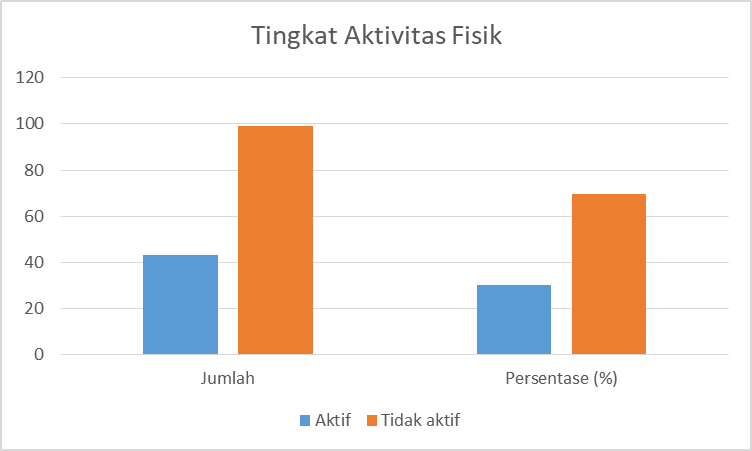 Tingkat Aktivitas Fisik
120
100
80
60
40
20
0
Jumlah Persentase (%)
Aktif Tidak aktif